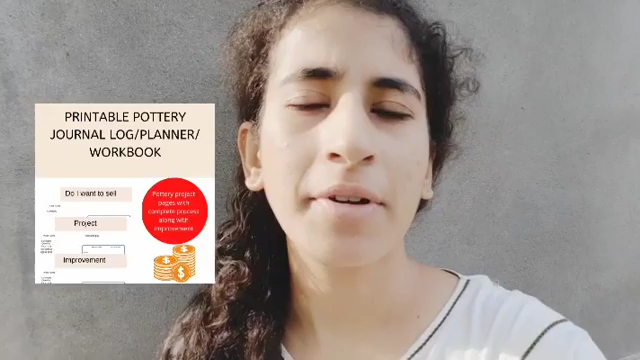 PRINTABLE POTTERY
JOURNAL LOG/PLANNER/
WORKBOOK
Do I want to sell
Project
Improvement
Pottery project
pages with
complete process
along with
improvement